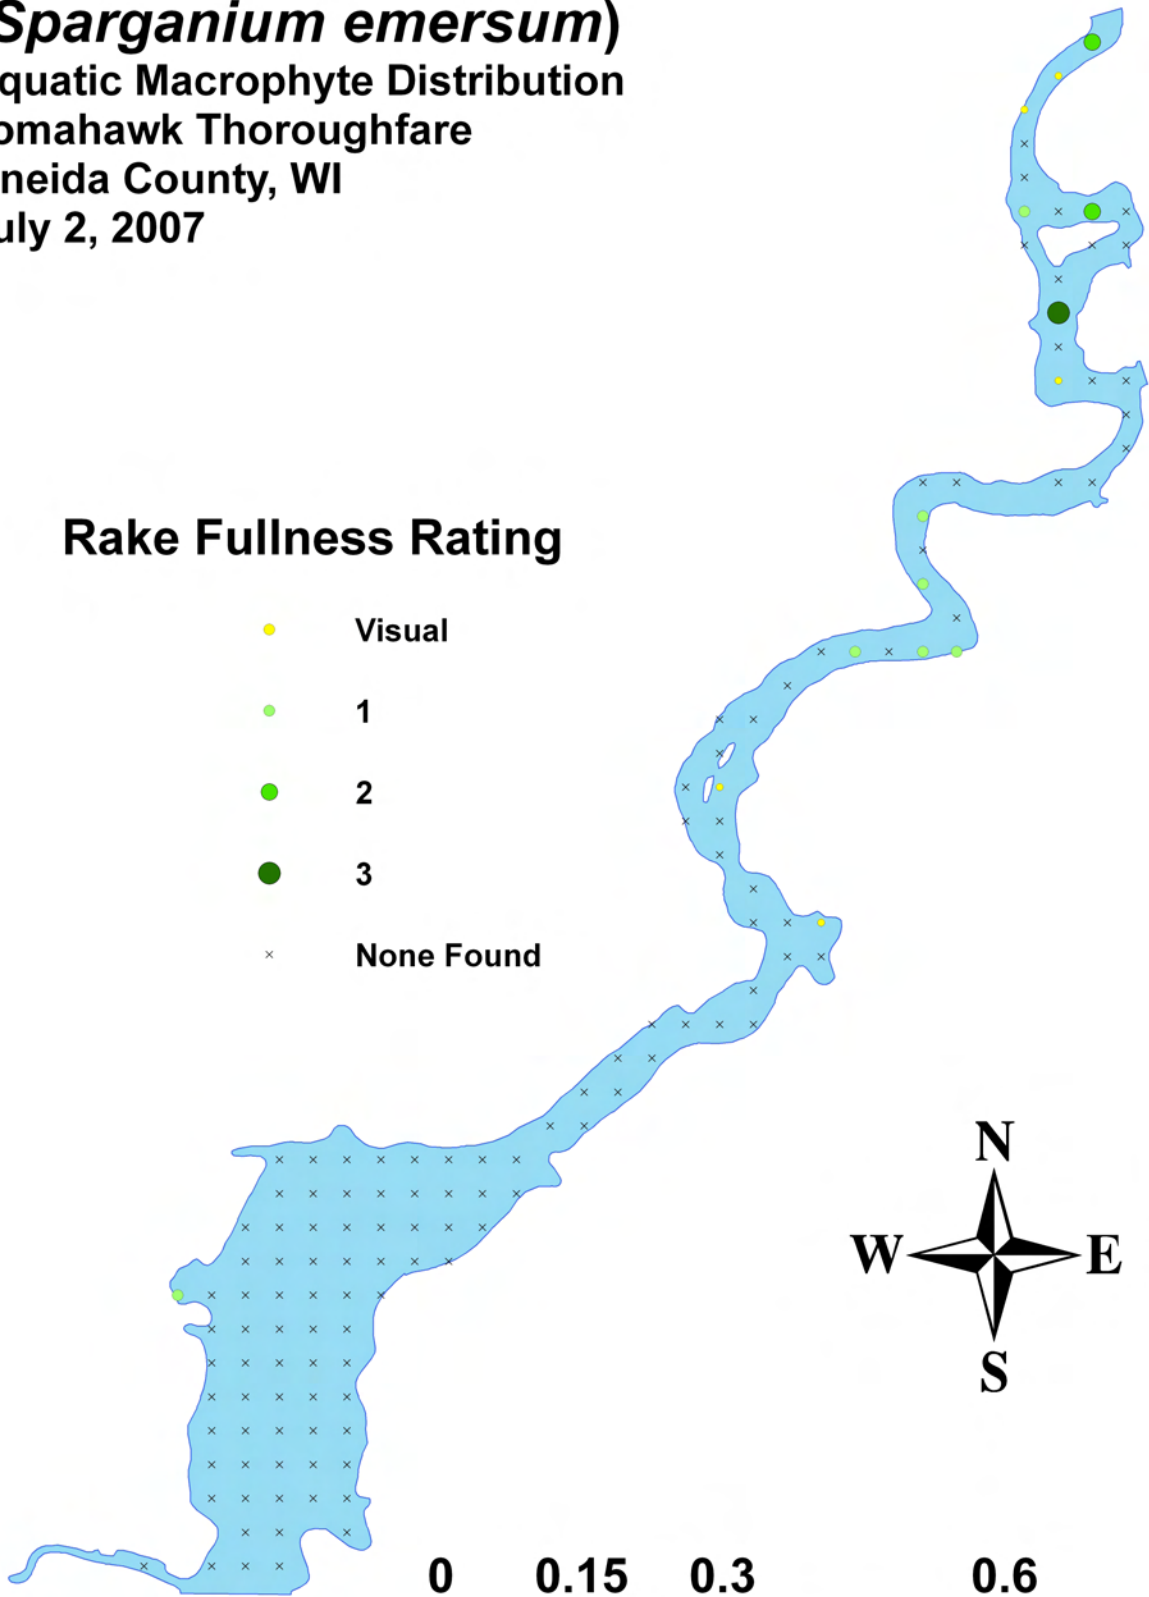 Sparganium emersum)
quatic Macrophyte Distribution
omahawk Thoroughfare
neida County, WI
uly 2, 2007
Rake Fullness Rating
Visual
1
2
3
None Found
N
W E
S
0 0.15 0.3 0.6